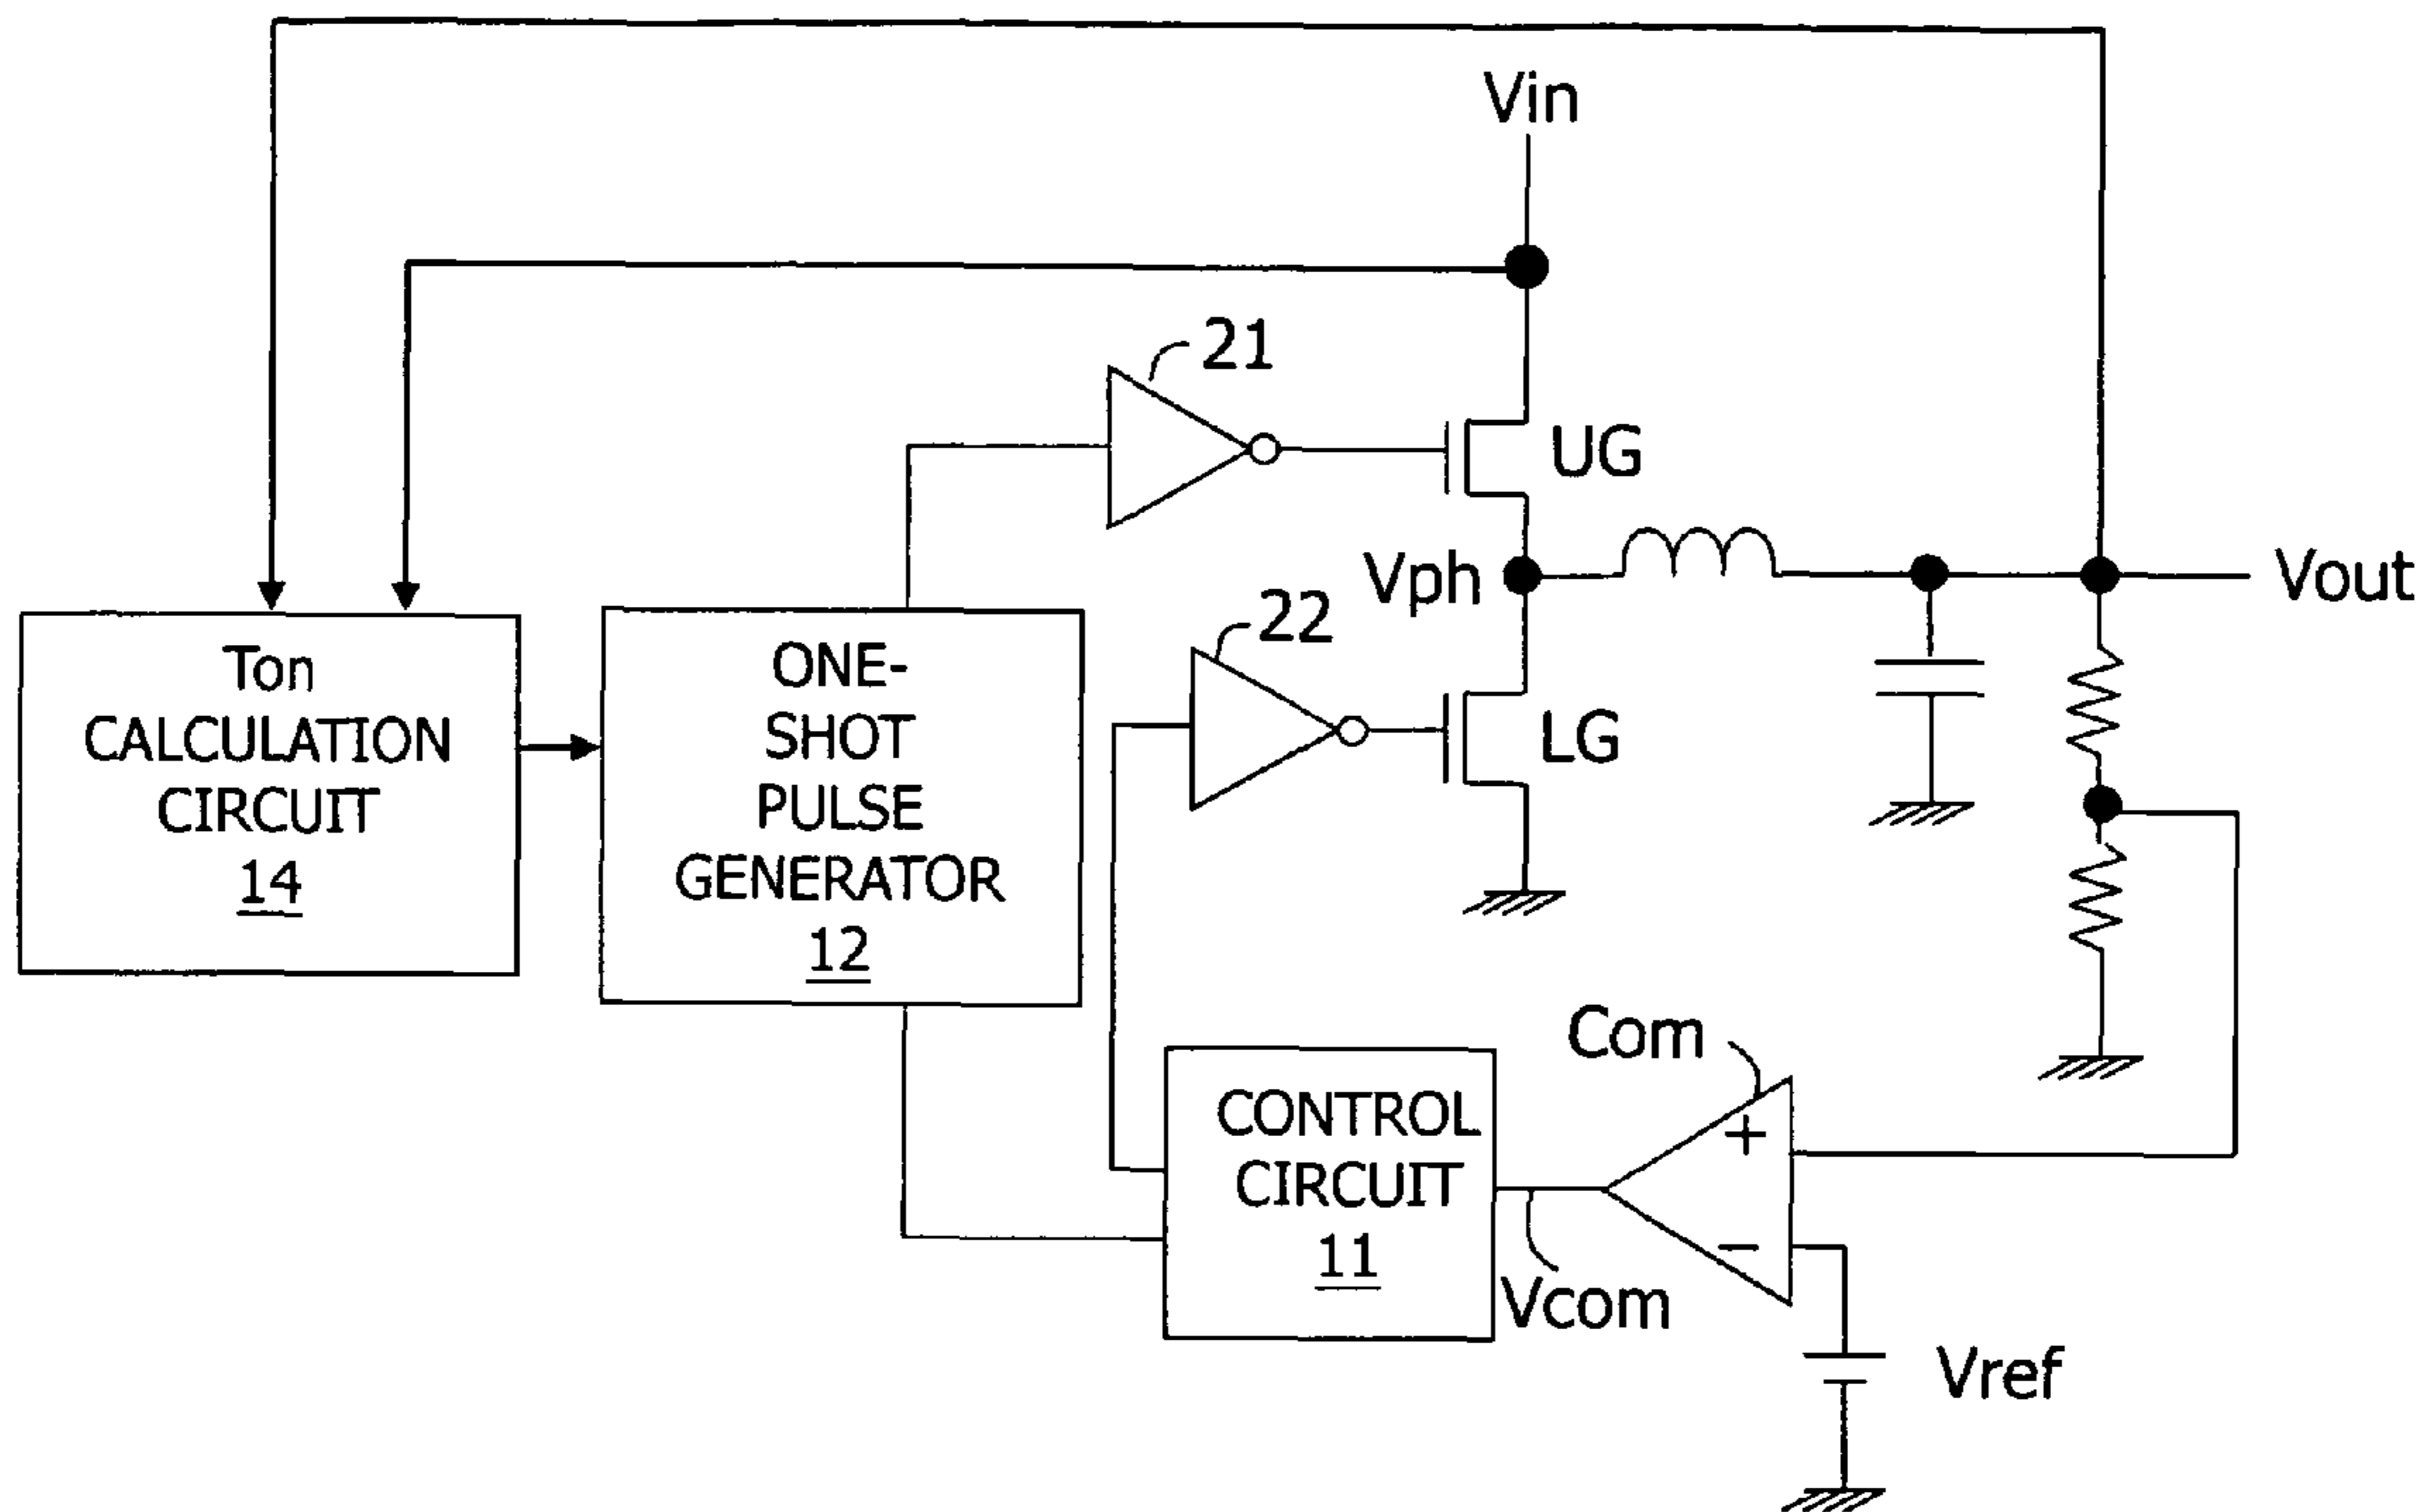 Vin
21
UG
Vph
Vout
22
LG
Ton
CALCULATION
CIRCUIT
14
ONE-
SHOT
PULSE
GENERATOR
12
Com
+
−
CONTROL
CIRCUIT
11
Vcom
Vref